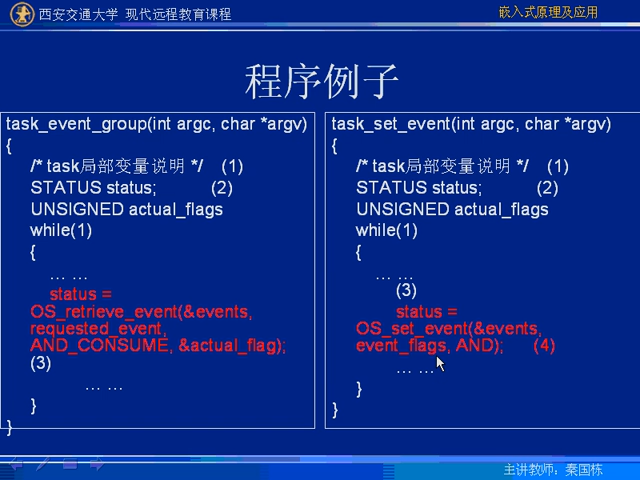 西安交通大学 现代远程教育课程
嵌入式原理及应用
程序例子
task_event_group(int argc, char *argv)
{
/* task局部变量说明 */ (1)
STATUS status; (2)
UNSIGNED actual_flags
while(1)
{
… …
status =
OS_retrieve_event(&events,
requested_event,
AND_CONSUME, &actual_flag);
(3)
… …
}
}
task_set_event(int argc, char *argv)
{
/* task局部变量说明 */ (1)
STATUS status; (2)
UNSIGNED actual_flags
while(1)
{
… …
(3)
status =
OS_set_event(&events,
event_flags, AND); (4)
… …
}
}
主讲教师：秦国栋